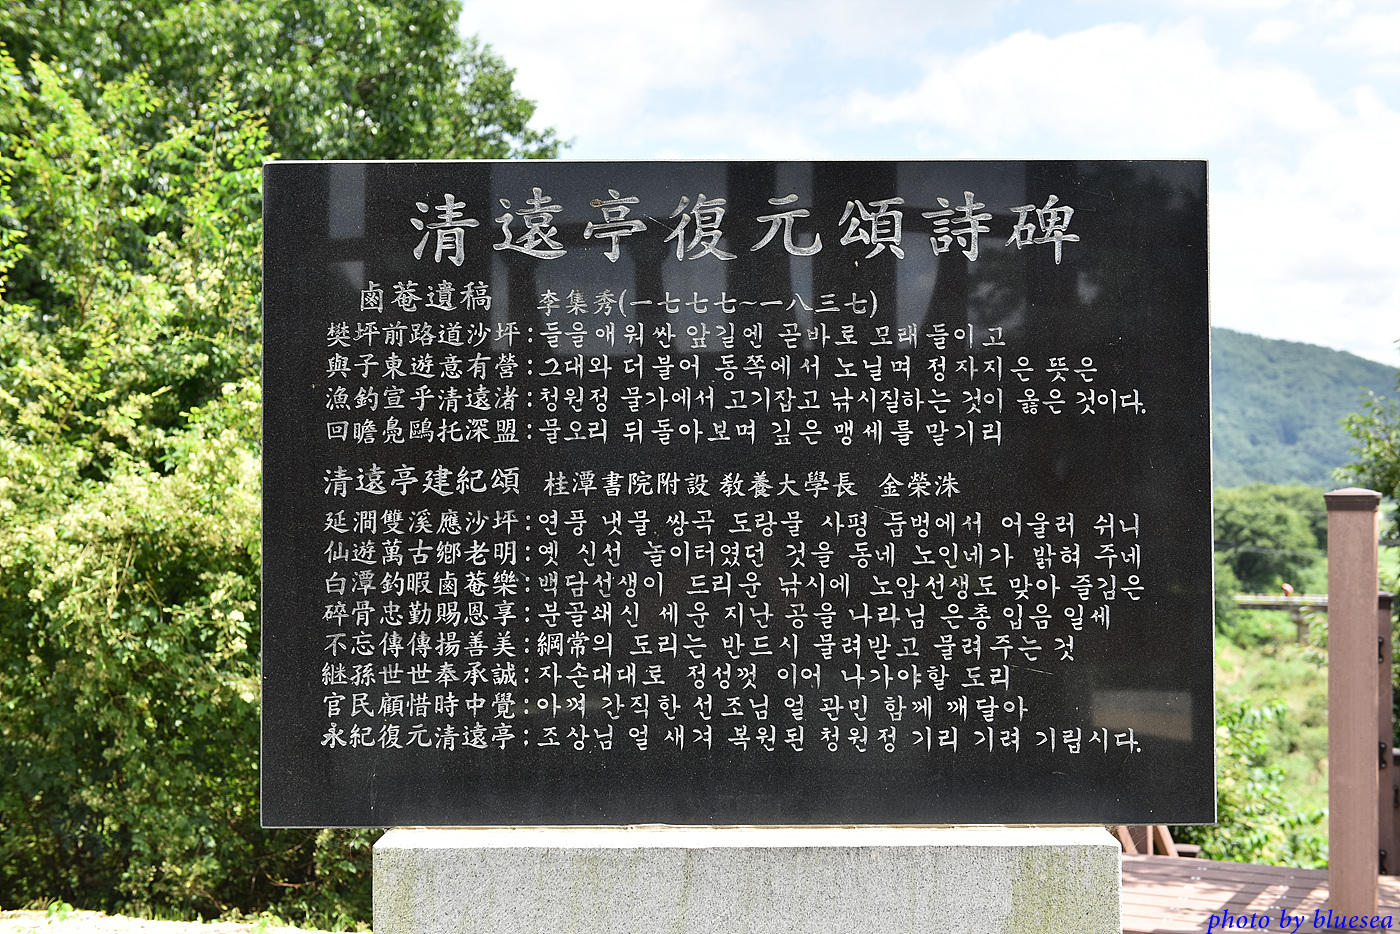 清遠亭復元頌詩碑
鹵菴遺稿 李集秀(一七七七~一八三七)
樊坪前路道沙坪:들을애워싼 앞길엔 곧바로 모래들이고
與子東遊意有營:그대와 더불어 동쪽에서 노닐며 정자지은 뜻은
漁釣宣乎清遠渚:청원정 물가에서 고기잡고 낚시질하는 것이 옳은 것이다.
回瞻鳧鷗托深盟:물오리 뒤돌아보며 깊은 맹세를 맡기리
清遠亭建紀頌 桂潭書院附設 敎養大學長 金榮洙
延澗雙溪應沙坪:연풍 냇물 쌍곡 도랑물 사평 듬벙에서 어울러 쉬니
仙遊萬古鄉老明:옛 신선 놀이터였던 것을 동네 노인네가 밝혀 주네
白潭釣暇鹵菴樂:백담선생이 드리운 낚시에 노암선생도 맞아 즐김은
碎骨忠勤賜恩享:분골쇄신 세운 지난 공을 나라님 은총 입음 일세
不忘傳傳揚善美:綱常의 도리는 반드시 물려받고 물려주는 것
継孫世世奉承誠:자손대대로 정성껏 이어 나가야할 도리
官民顧惜時中覺:아껴 간직한 선조님 얼 관민 함께 깨달아
永紀復元清遠亭:조상님 얼 새겨 복원된 청원정 기리 기려 기립시다.
photo by bluesea